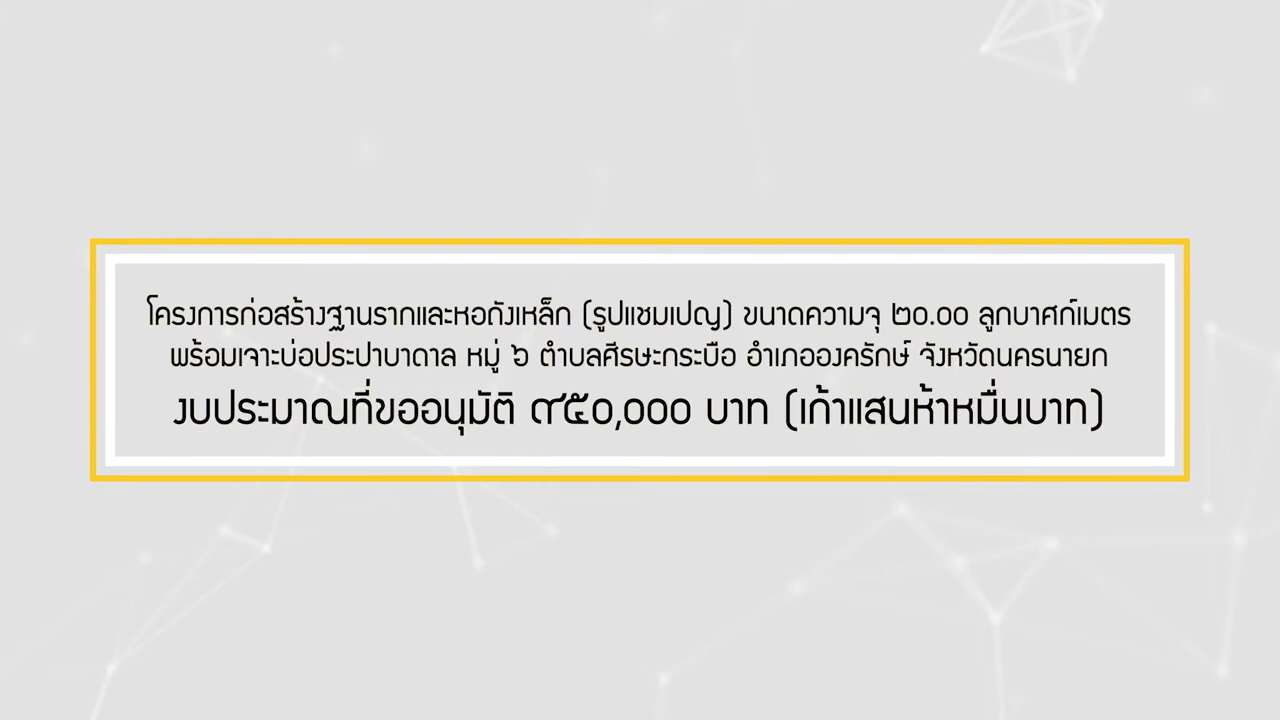 โครงการก่อสร้างฐานรากและหอถังเหล็ก (รูปแชมเปญ) ขนาดความจุ ๒๐.๐๐ ลูกบาศก์เมตร
พร้อมเจาะบ่อประปาบาดาล หมู่ ๖ ตำบลศีรษะกระบือ อำเภอองครักษ์ จังหวัดนครนายก
งบประมาณที่ขออนุมัติ ๙๕๐,๐๐๐ บาท (เก้าแสนห้าหมื่นบาท)